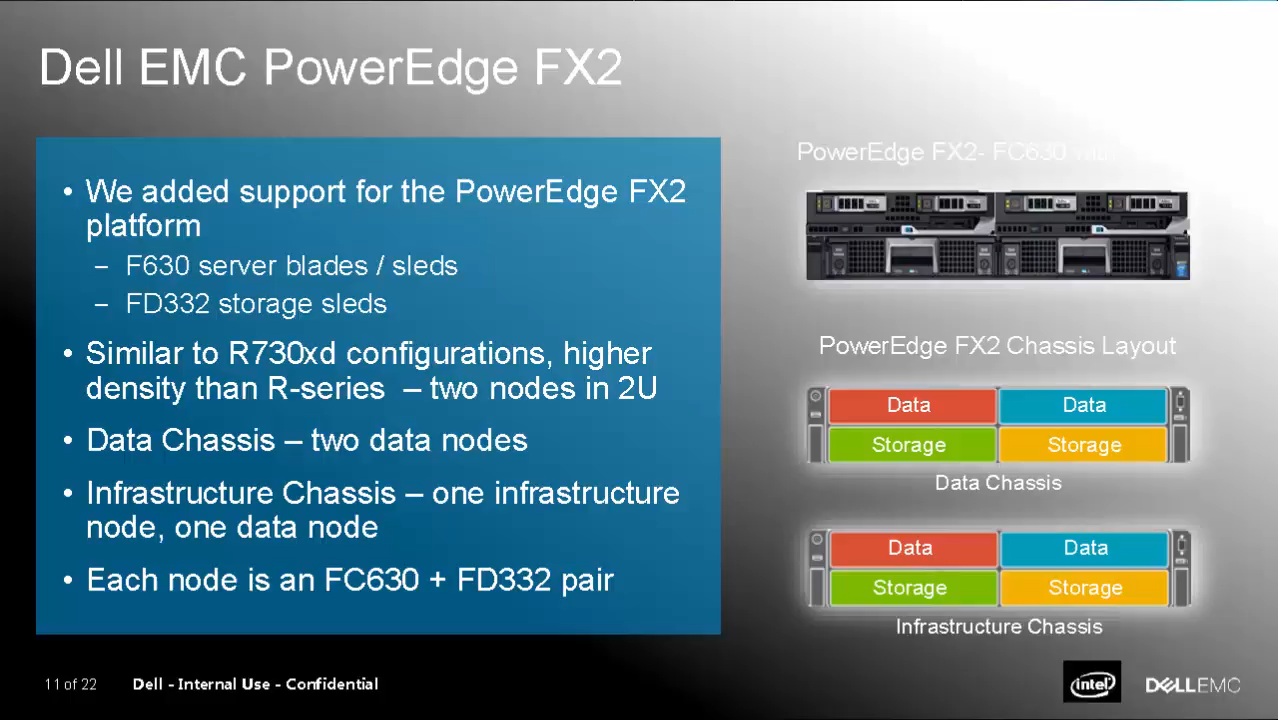 Dell EMC PowerEdge FX2
• We added support for the PowerEdge FX2
platform
– F630 server blades / sleds
– FD332 storage sleds
• Similar to R730xd configurations, higher
density than R-series – two nodes in 2U
• Data Chassis – two data nodes
• Infrastructure Chassis – one infrastructure
node, one data node
• Each node is an FC630 + FD332 pair
PowerEdge FX2- FC630 with
PowerEdge FX2 Chassis Layout
Data Data
Storage Storage
Data Chassis
Data Data
Storage Storage
Infrastructure Chassis
11 of 22 Dell - Internal Use - Confidential
intel DELLEMC